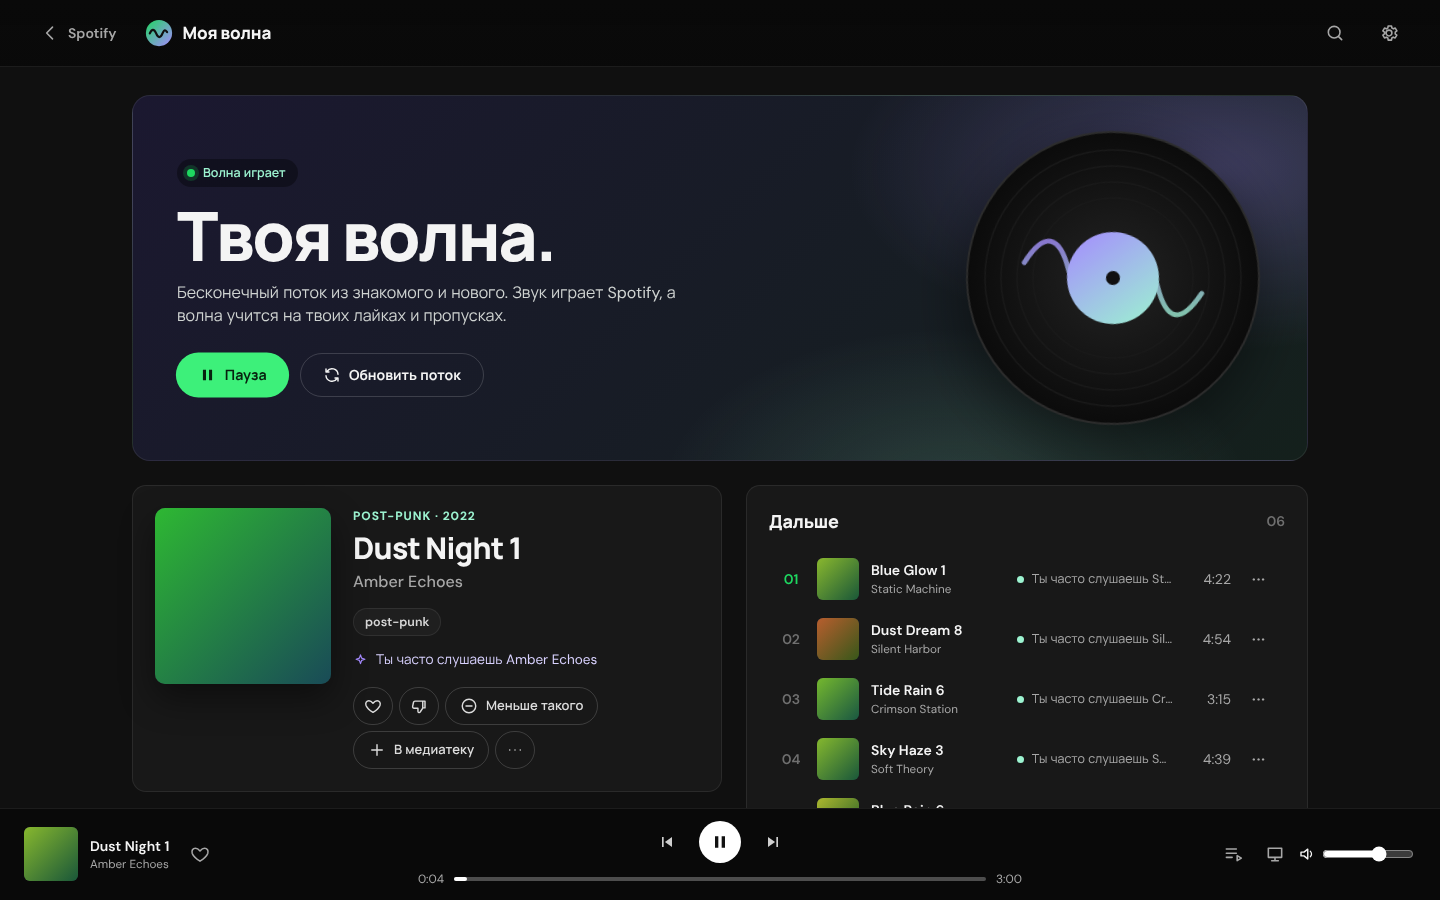 Spotify
Моя волна
Волна играет
Твоя волна.
Бесконечный поток из знакомого и нового. Звук играет Spotify, а
волна учится на твоих лайках и пропусках.
Пауза
Обновить поток
POST-PUNK · 2022
Dust Night 1
Amber Echoes
post-punk
Ты часто слушаешь Amber Echoes
Меньше такого
В медиатеку
Дальше
06
01
Blue Glow 1
Static Machine
Ты часто слушаешь St...
4:22
02
Dust Dream 8
Silent Harbor
Ты часто слушаешь Sil...
4:54
03
Tide Rain 6
Crimson Station
Ты часто слушаешь Cr...
3:15
04
Sky Haze 3
Soft Theory
Ты часто слушаешь S...
4:39
Dust Night 1
Amber Echoes
0:04
3:00